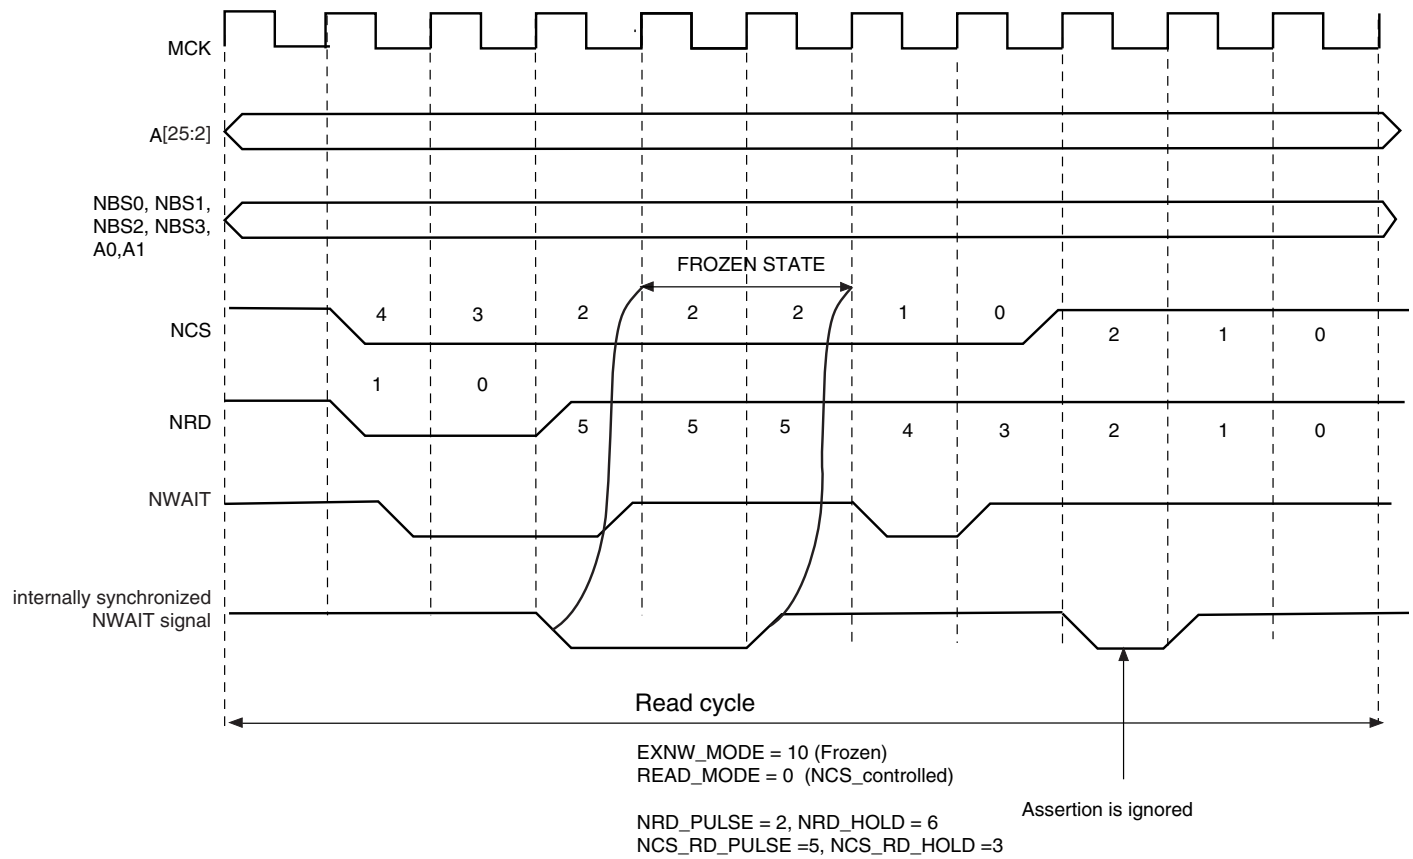 MCK
A[25:2]
NBS0, NBS1,
NBS2, NBS3,
A0,A1
FROZEN STATE
4 3 2 2 2 1 0
NCS
2 1 0
1 0
NRD
5 5 5 4 3 2 1 0
NWAIT
internally synchronized
NWAIT signal
Read cycle
EXNW_MODE = 10 (Frozen)
READ_MODE = 0 (NCS_controlled)
Assertion is ignored
NRD_PULSE = 2, NRD_HOLD = 6
NCS_RD_PULSE =5, NCS_RD_HOLD =3